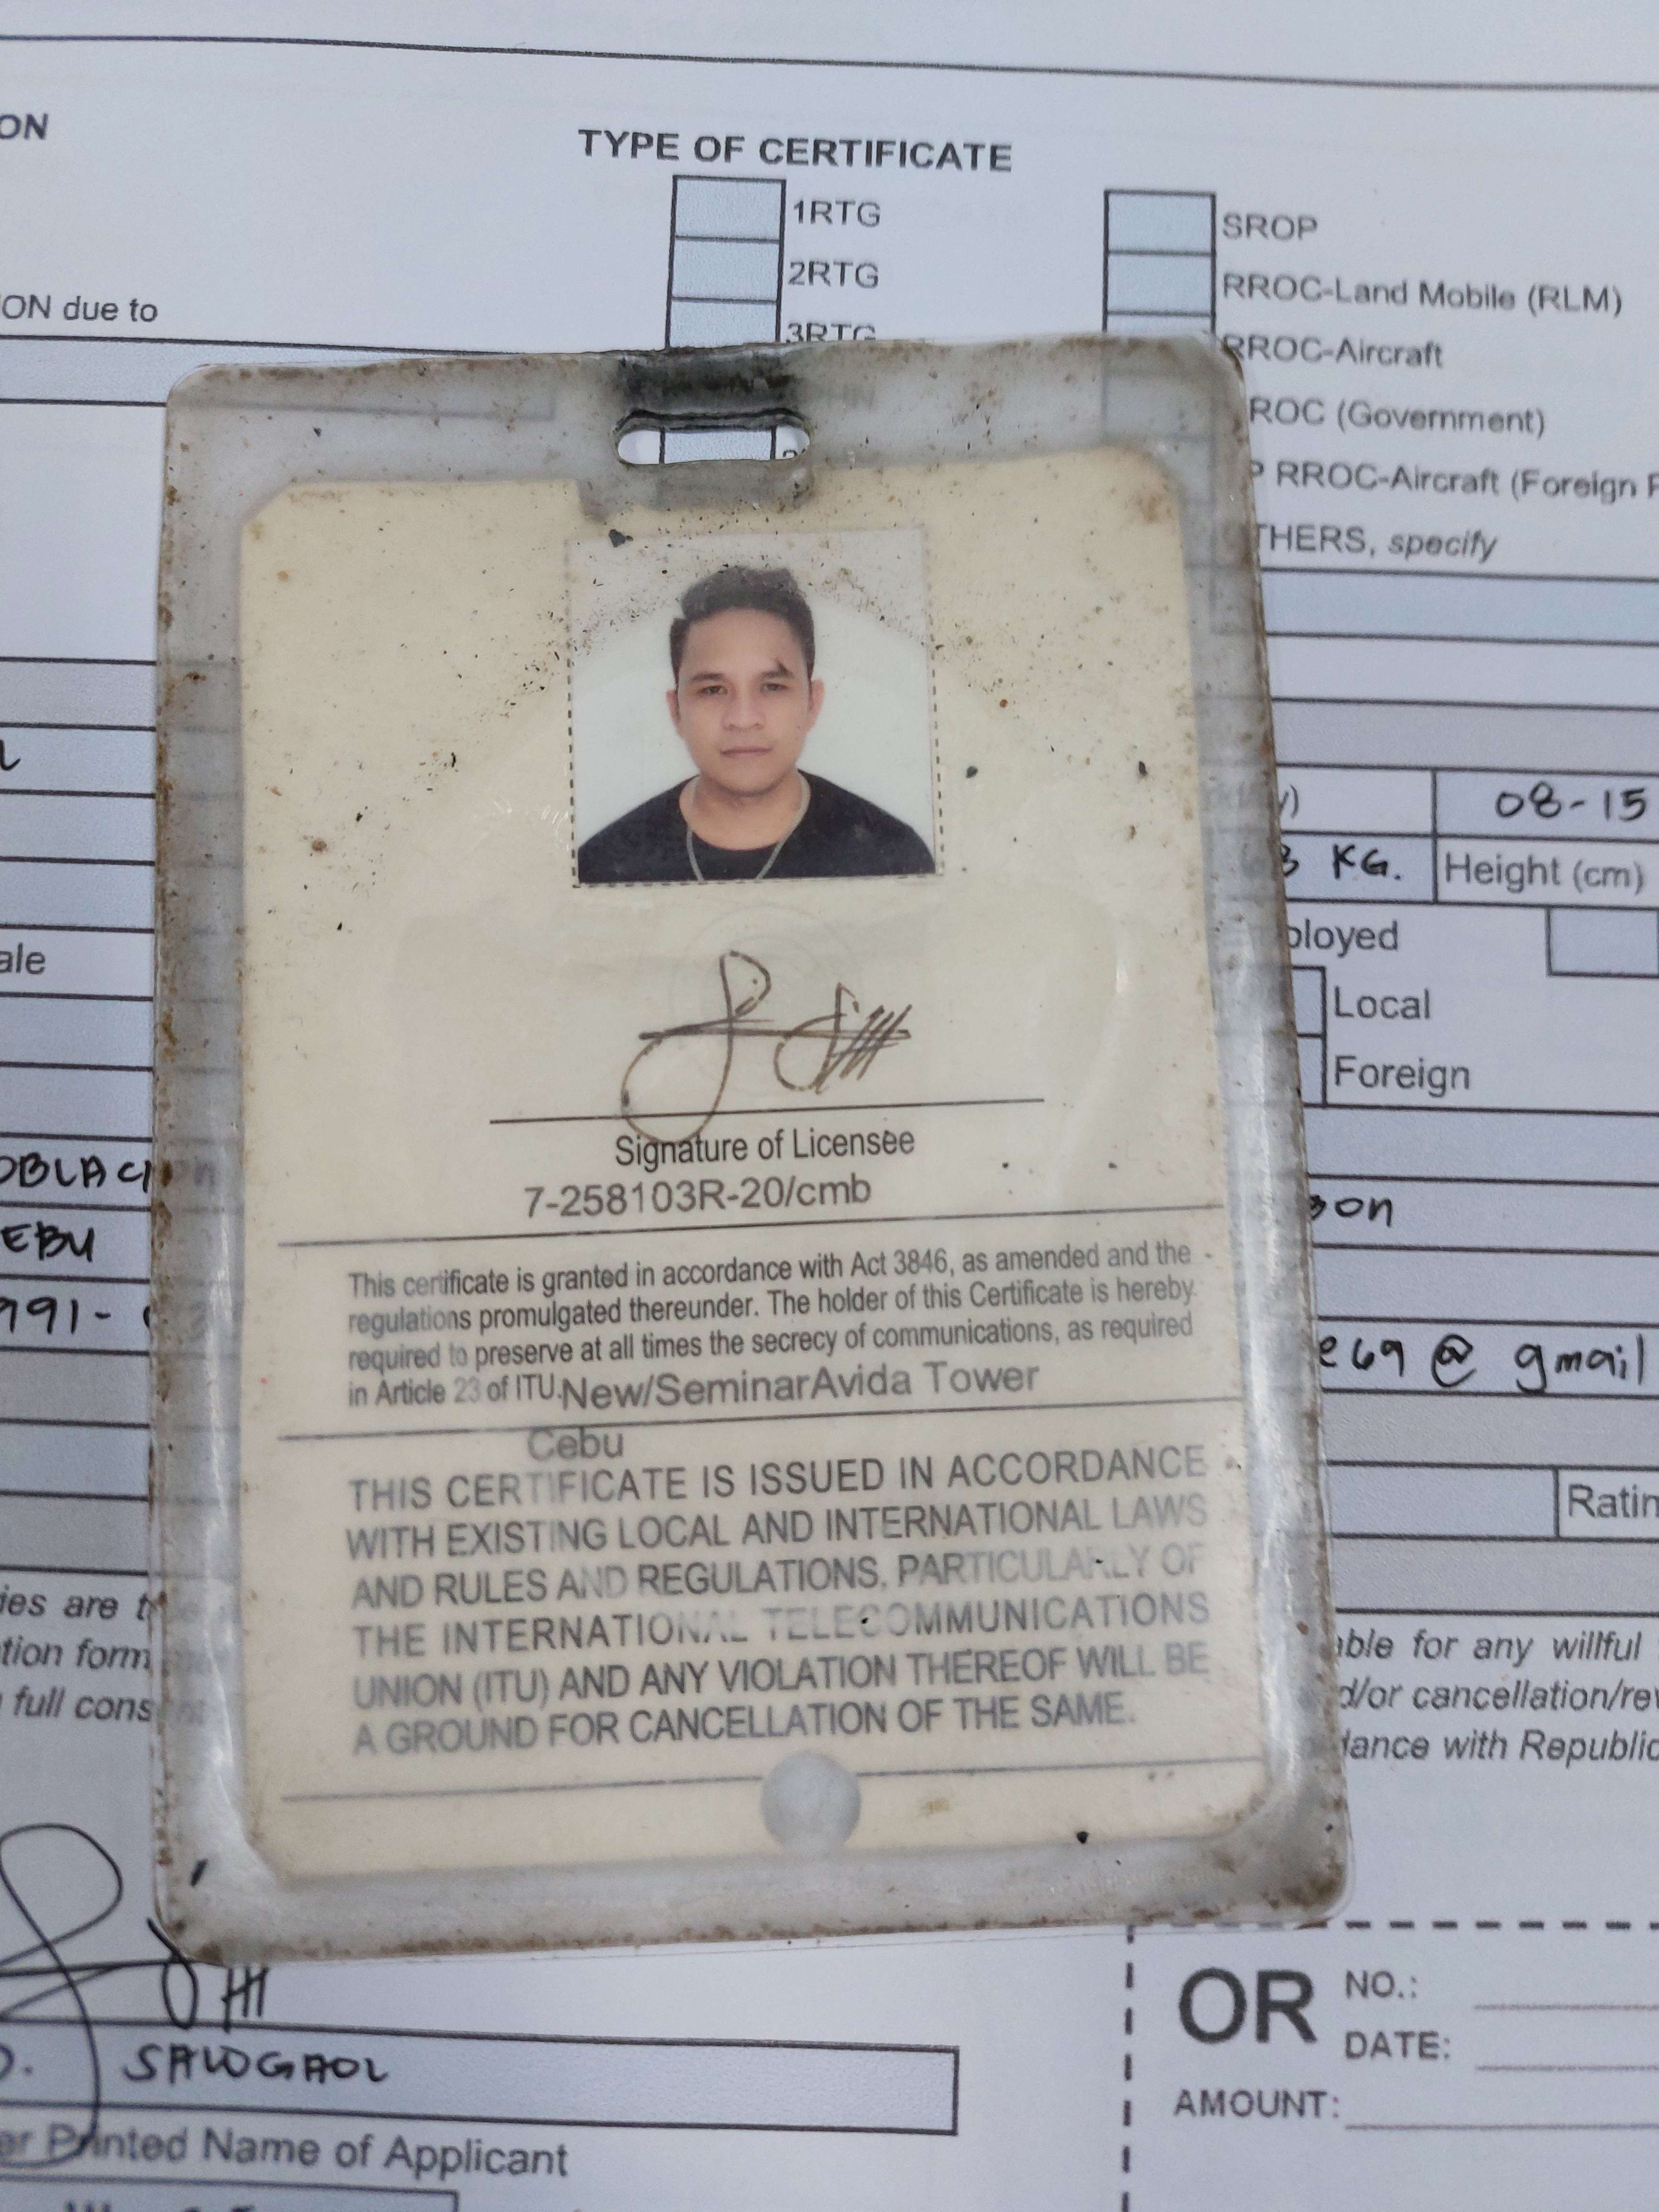 TYPE OF CERTIFICATE
1RTG
2RTG
3RTG
SROP
RROC-Land Mobile (RLM)
RROC-Aircraft
ROC (Government)
RROC-Aircraft (Foreign
THERS, specify
ON
ION due to
08-15
KG.
Height (cm)
ployed
Local
Foreign
ale
OBLACI
EBU
991-
son
e69 @ gmail
Ratin
Signature of Licensee
7-258103R-20/cmb
This certificate is granted in accordance with Act 3846, as amended and the
regulations promulgated thereunder. The holder of this Certificate is hereby
required to preserve at all times the secrecy of communications, as required
in Article 23 of ITU.New/SeminarAvida Tower
Cebu
THIS CERTIFICATE IS ISSUED IN ACCORDANCE
WITH EXISTING LOCAL AND INTERNATIONAL LAWS
AND RULES AND REGULATIONS, PARTICULARLY OF
THE INTERNATIONAL TELECOMMUNICATIONS
UNION (ITU) AND ANY VIOLATION THEREOF WILL BE
A GROUND FOR CANCELLATION OF THE SAME.
ies are
tion form
full cons
able for any willful
d/or cancellation/rev
dance with Republic
SALOGAOL
er Printed Name of Applicant
OR
NO.:
DATE:
AMOUNT: